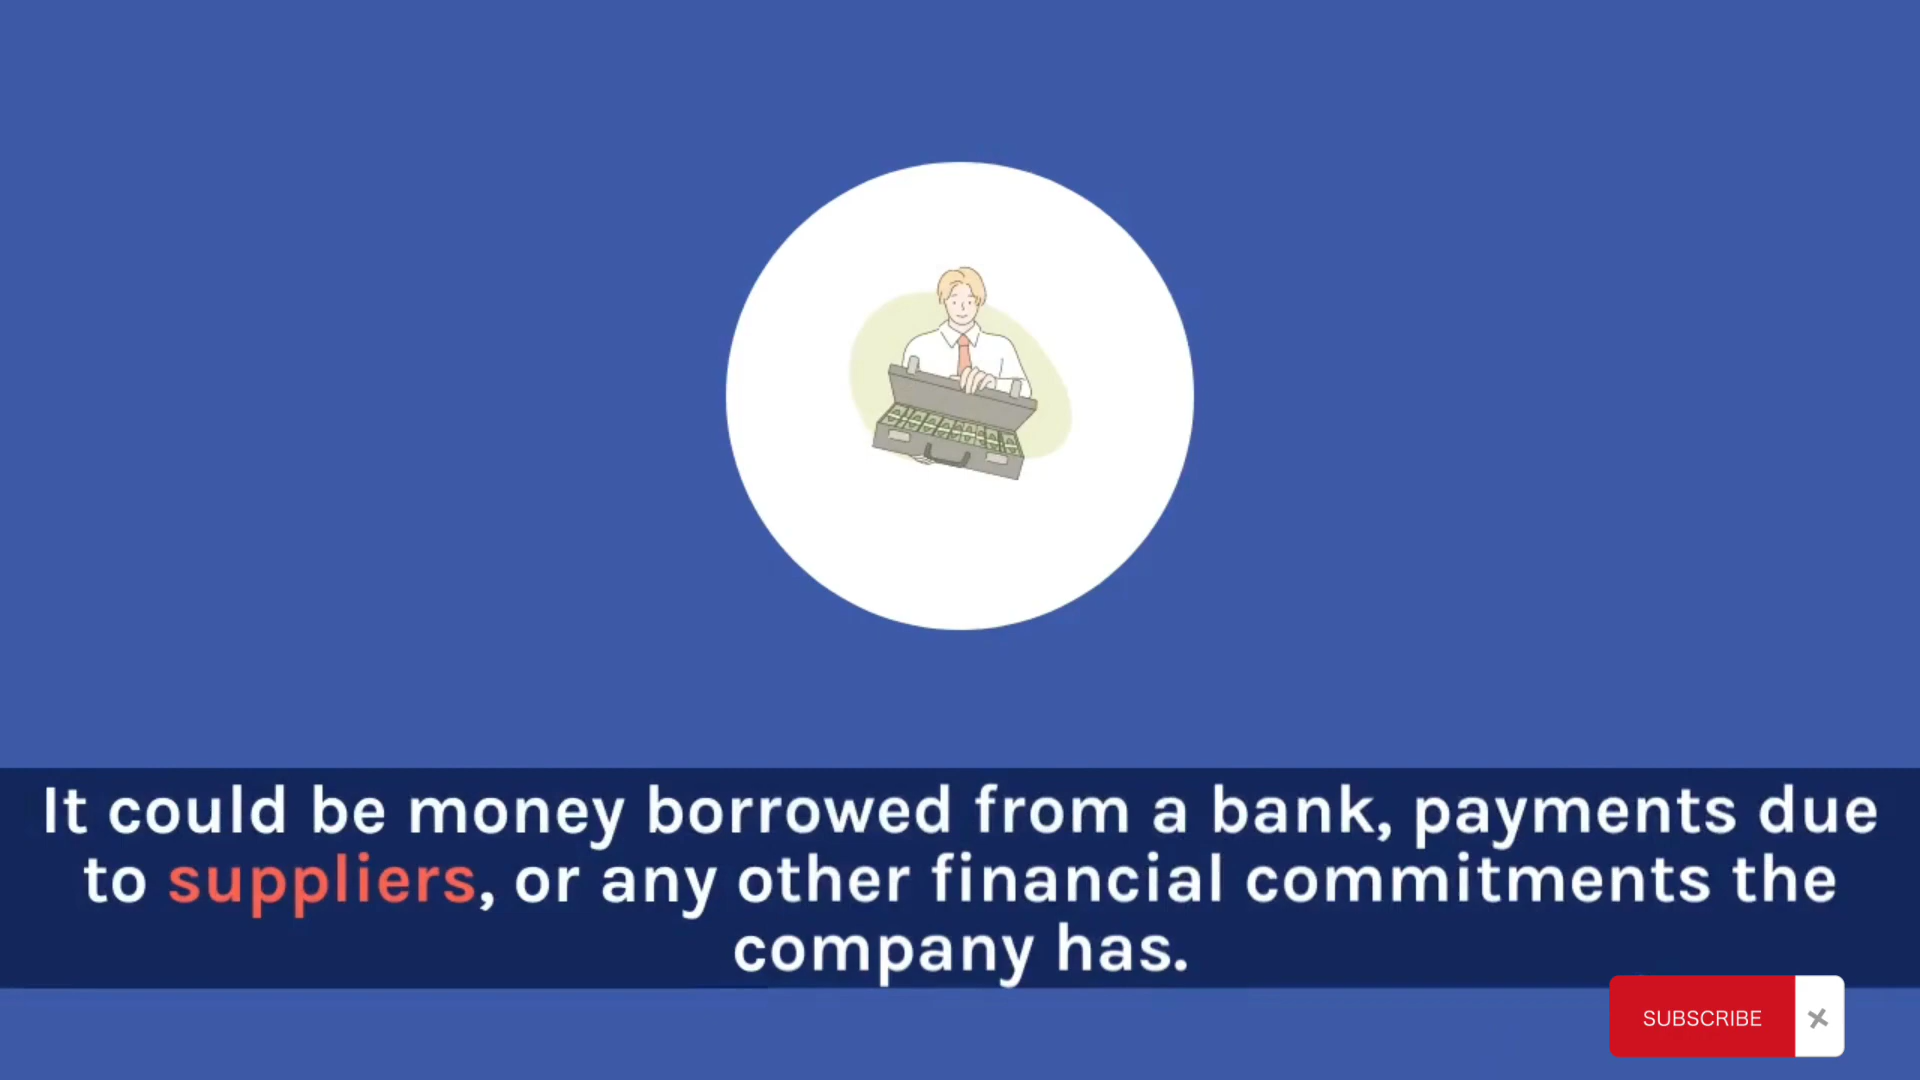 It could be money borrowed from a bank, payments due
to suppliers, or any other financial commitments the
company has.
SUBSCRIBE